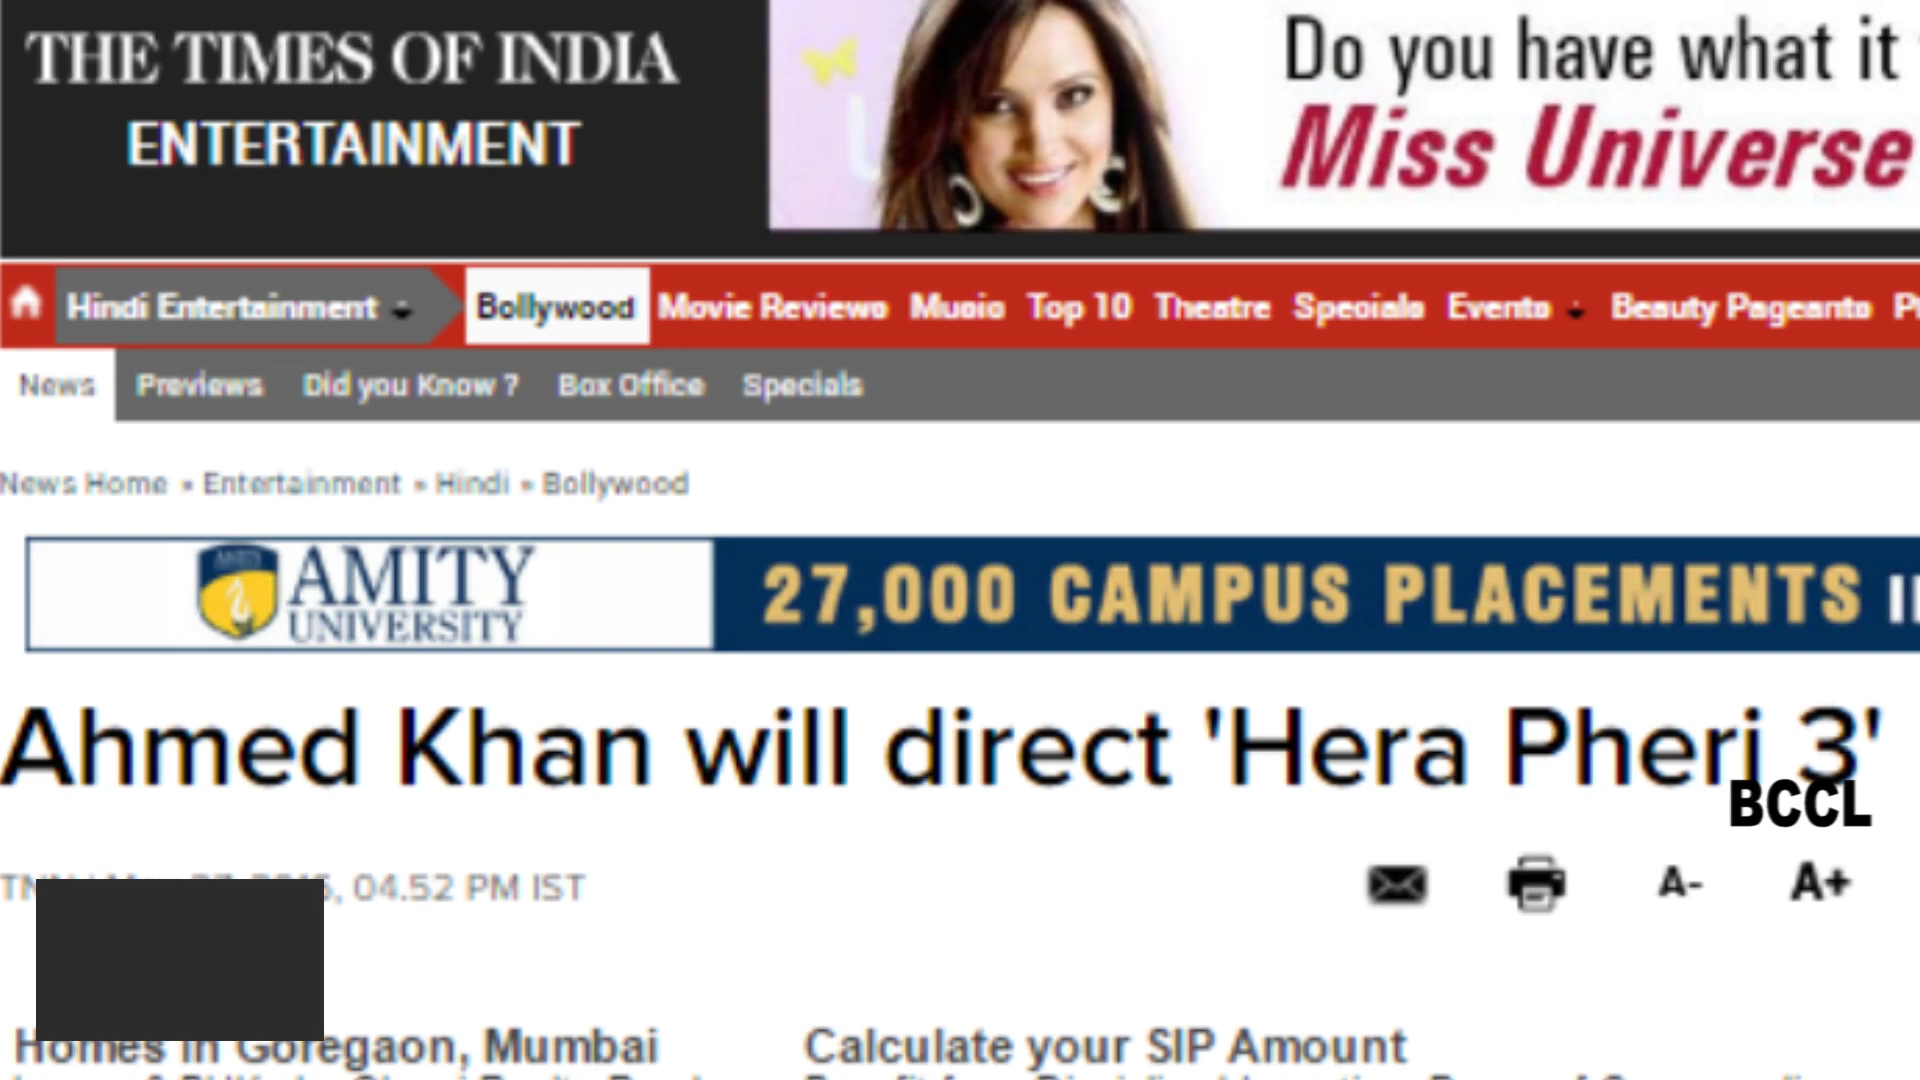 THE TIMES OF INDIA
ENTERTAINMENT
Do you have what it
Miss Universe
Hindi Entertainment Bollywood Movie Reviews Music Top 10 Theatre Specials Events Beauty Pageants
News Previews Did you Know ? Box Office Specials
News Home » Entertainment » Hindi » Bollywood
AMITY
UNIVERSITY
27,000 CAMPUS PLACEMENTS
Ahmed Khan will direct 'Hera Pheri 3'
BCCL
04.52 PM IST
A- A+
Homes in Goregaon, Mumbai
Calculate your SIP Amount